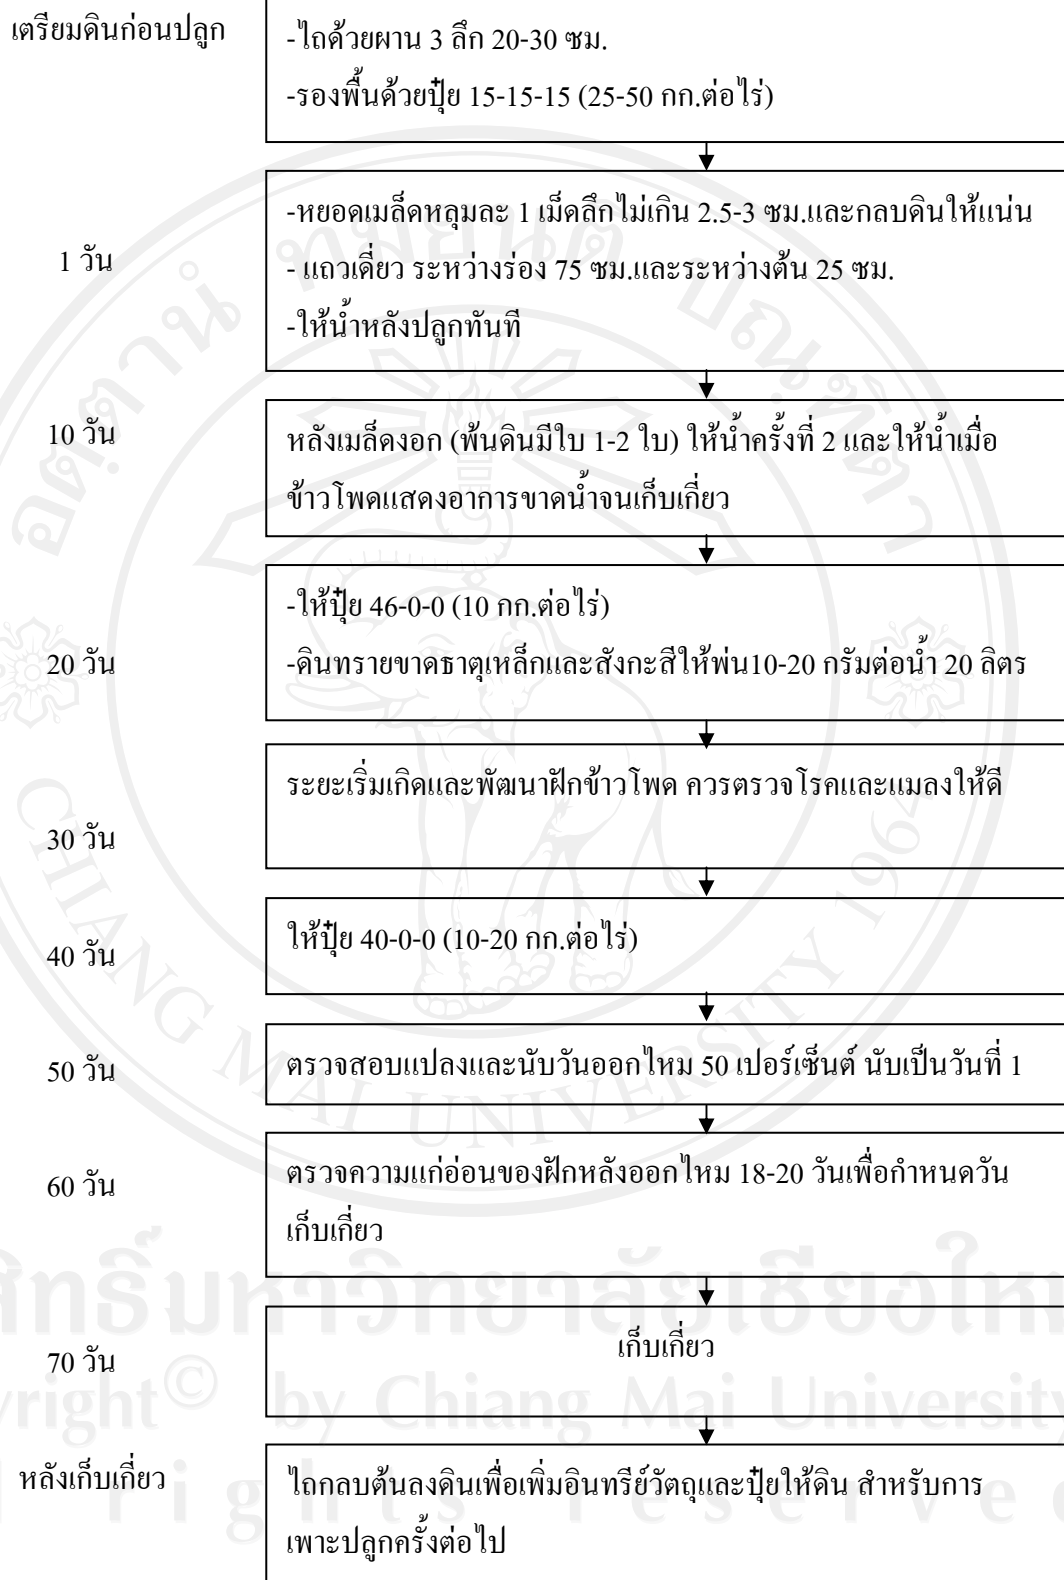 เตรียมดินก่อนปลูก
-ไถด้วยผาน 3 ลึก 20-30 ซม.
-รองพื้นด้วยปุ๋ย 15-15-15 (25-50 กก.ต่อไร่)
1 วัน
-หยอดเมล็ดหลุมละ 1 เม็ดลึกไม่เกิน 2.5-3 ซม.และกลบดินให้แน่น
- แถวเดี่ยว ระหว่างร่อง 75 ซม.และระหว่างต้น 25 ซม.
-ให้น้ำหลังปลูกทันที
10 วัน
หลังเมล็ดงอก (พ้นดินมีใบ 1-2 ใบ) ให้น้ำครั้งที่ 2 และให้น้ำเมื่อ
ข้าวโพดแสดงอาการขาดน้ำจนเก็บเกี่ยว
20 วัน
-ให้ปุ๋ย 46-0-0 (10 กก.ต่อไร่)
-ดินทรายขาดธาตุเหล็กและสังกะสีให้พ่น10-20 กรัมต่อน้ำ 20 ลิตร
30 วัน
ระยะเริ่มเกิดและพัฒนาฝักข้าวโพด ควรตรวจโรคและแมลงให้ดี
40 วัน
ให้ปุ๋ย 40-0-0 (10-20 กก.ต่อไร่)
50 วัน
ตรวจสอบแปลงและนับวันออกไหม 50 เปอร์เซ็นต์ นับเป็นวันที่ 1
60 วัน
ตรวจความแก่อ่อนของฝักหลังออกไหม 18-20 วันเพื่อกำหนดวัน
เก็บเกี่ยว
70 วัน
เก็บเกี่ยว
หลังเก็บเกี่ยว
ไถกลบต้นลงดินเพื่อเพิ่มอินทรีย์วัตถุและปุ๋ยให้ดิน สำหรับการ
เพาะปลูกครั้งต่อไป
CHIANG MAI UNIVERSITY 1964
by Chiang Mai University